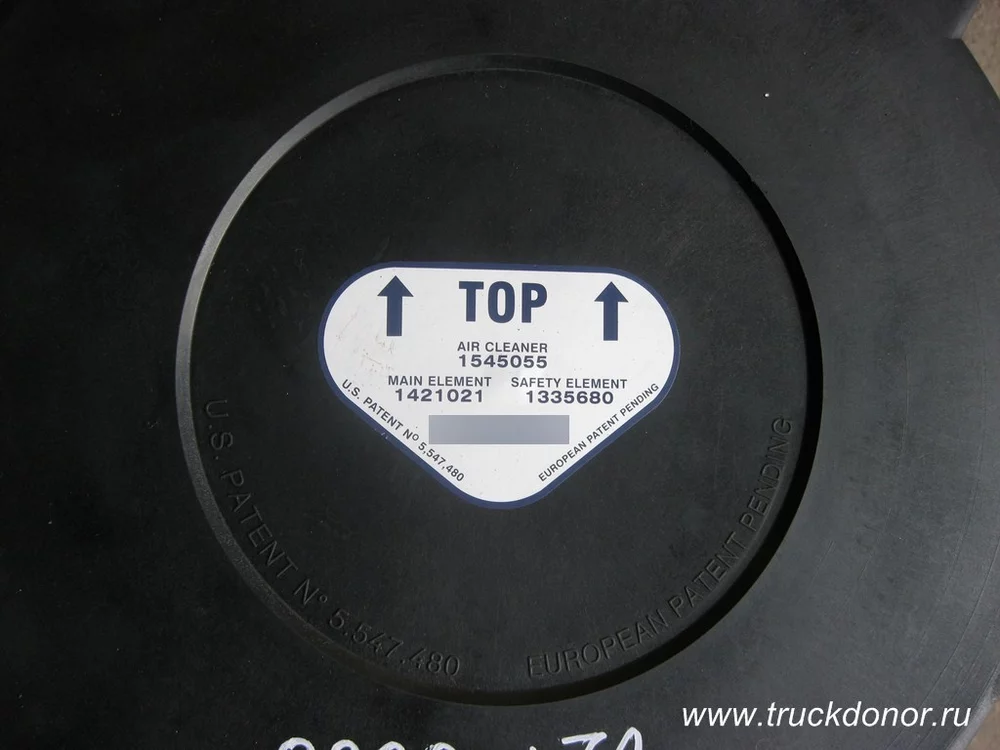 TOP
AIR CLEANER
1545055
MAIN ELEMENT SAFETY ELEMENT
1421021 1335680
U.S. PATENT Nº 5,547,480
EUROPEAN PATENT PENDING
U.S. PATENT N° 5.547.480
EUROPEAN PATENT PENDING
www.truckdonor.ru